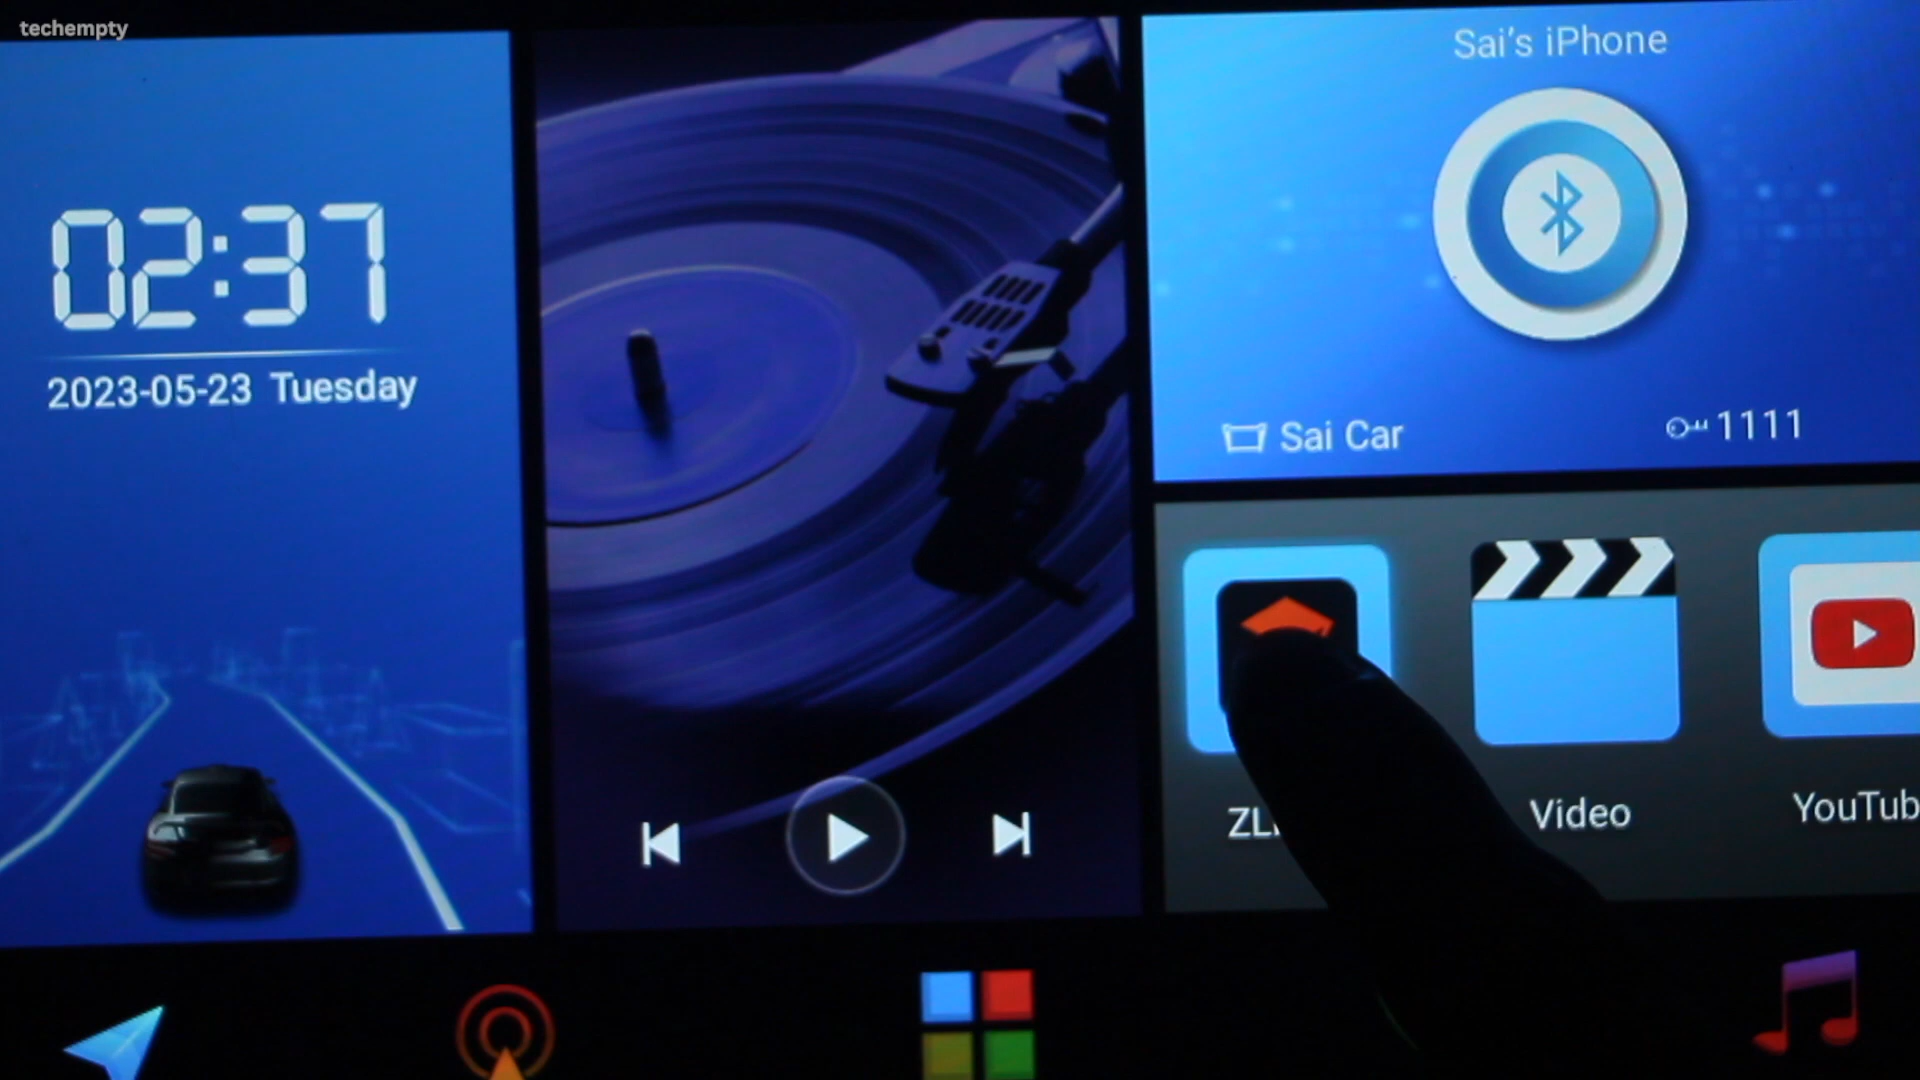 techempty
02:37
2023-05-23 Tuesday
Sai's iPhone
Sai Car
1111
Video